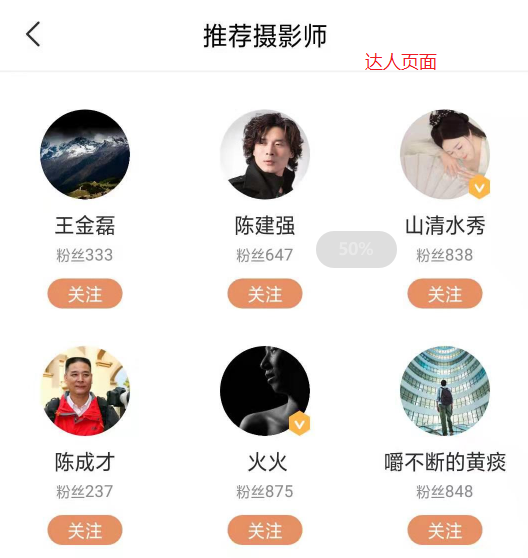 推荐摄影师
达人页面
王金磊 陈建强 山清水秀
粉丝333 粉丝647 粉丝838
50%
关注 关注 关注
陈成才 火火 嚼不断的黄痰
粉丝237 粉丝875 粉丝848
关注 关注 关注